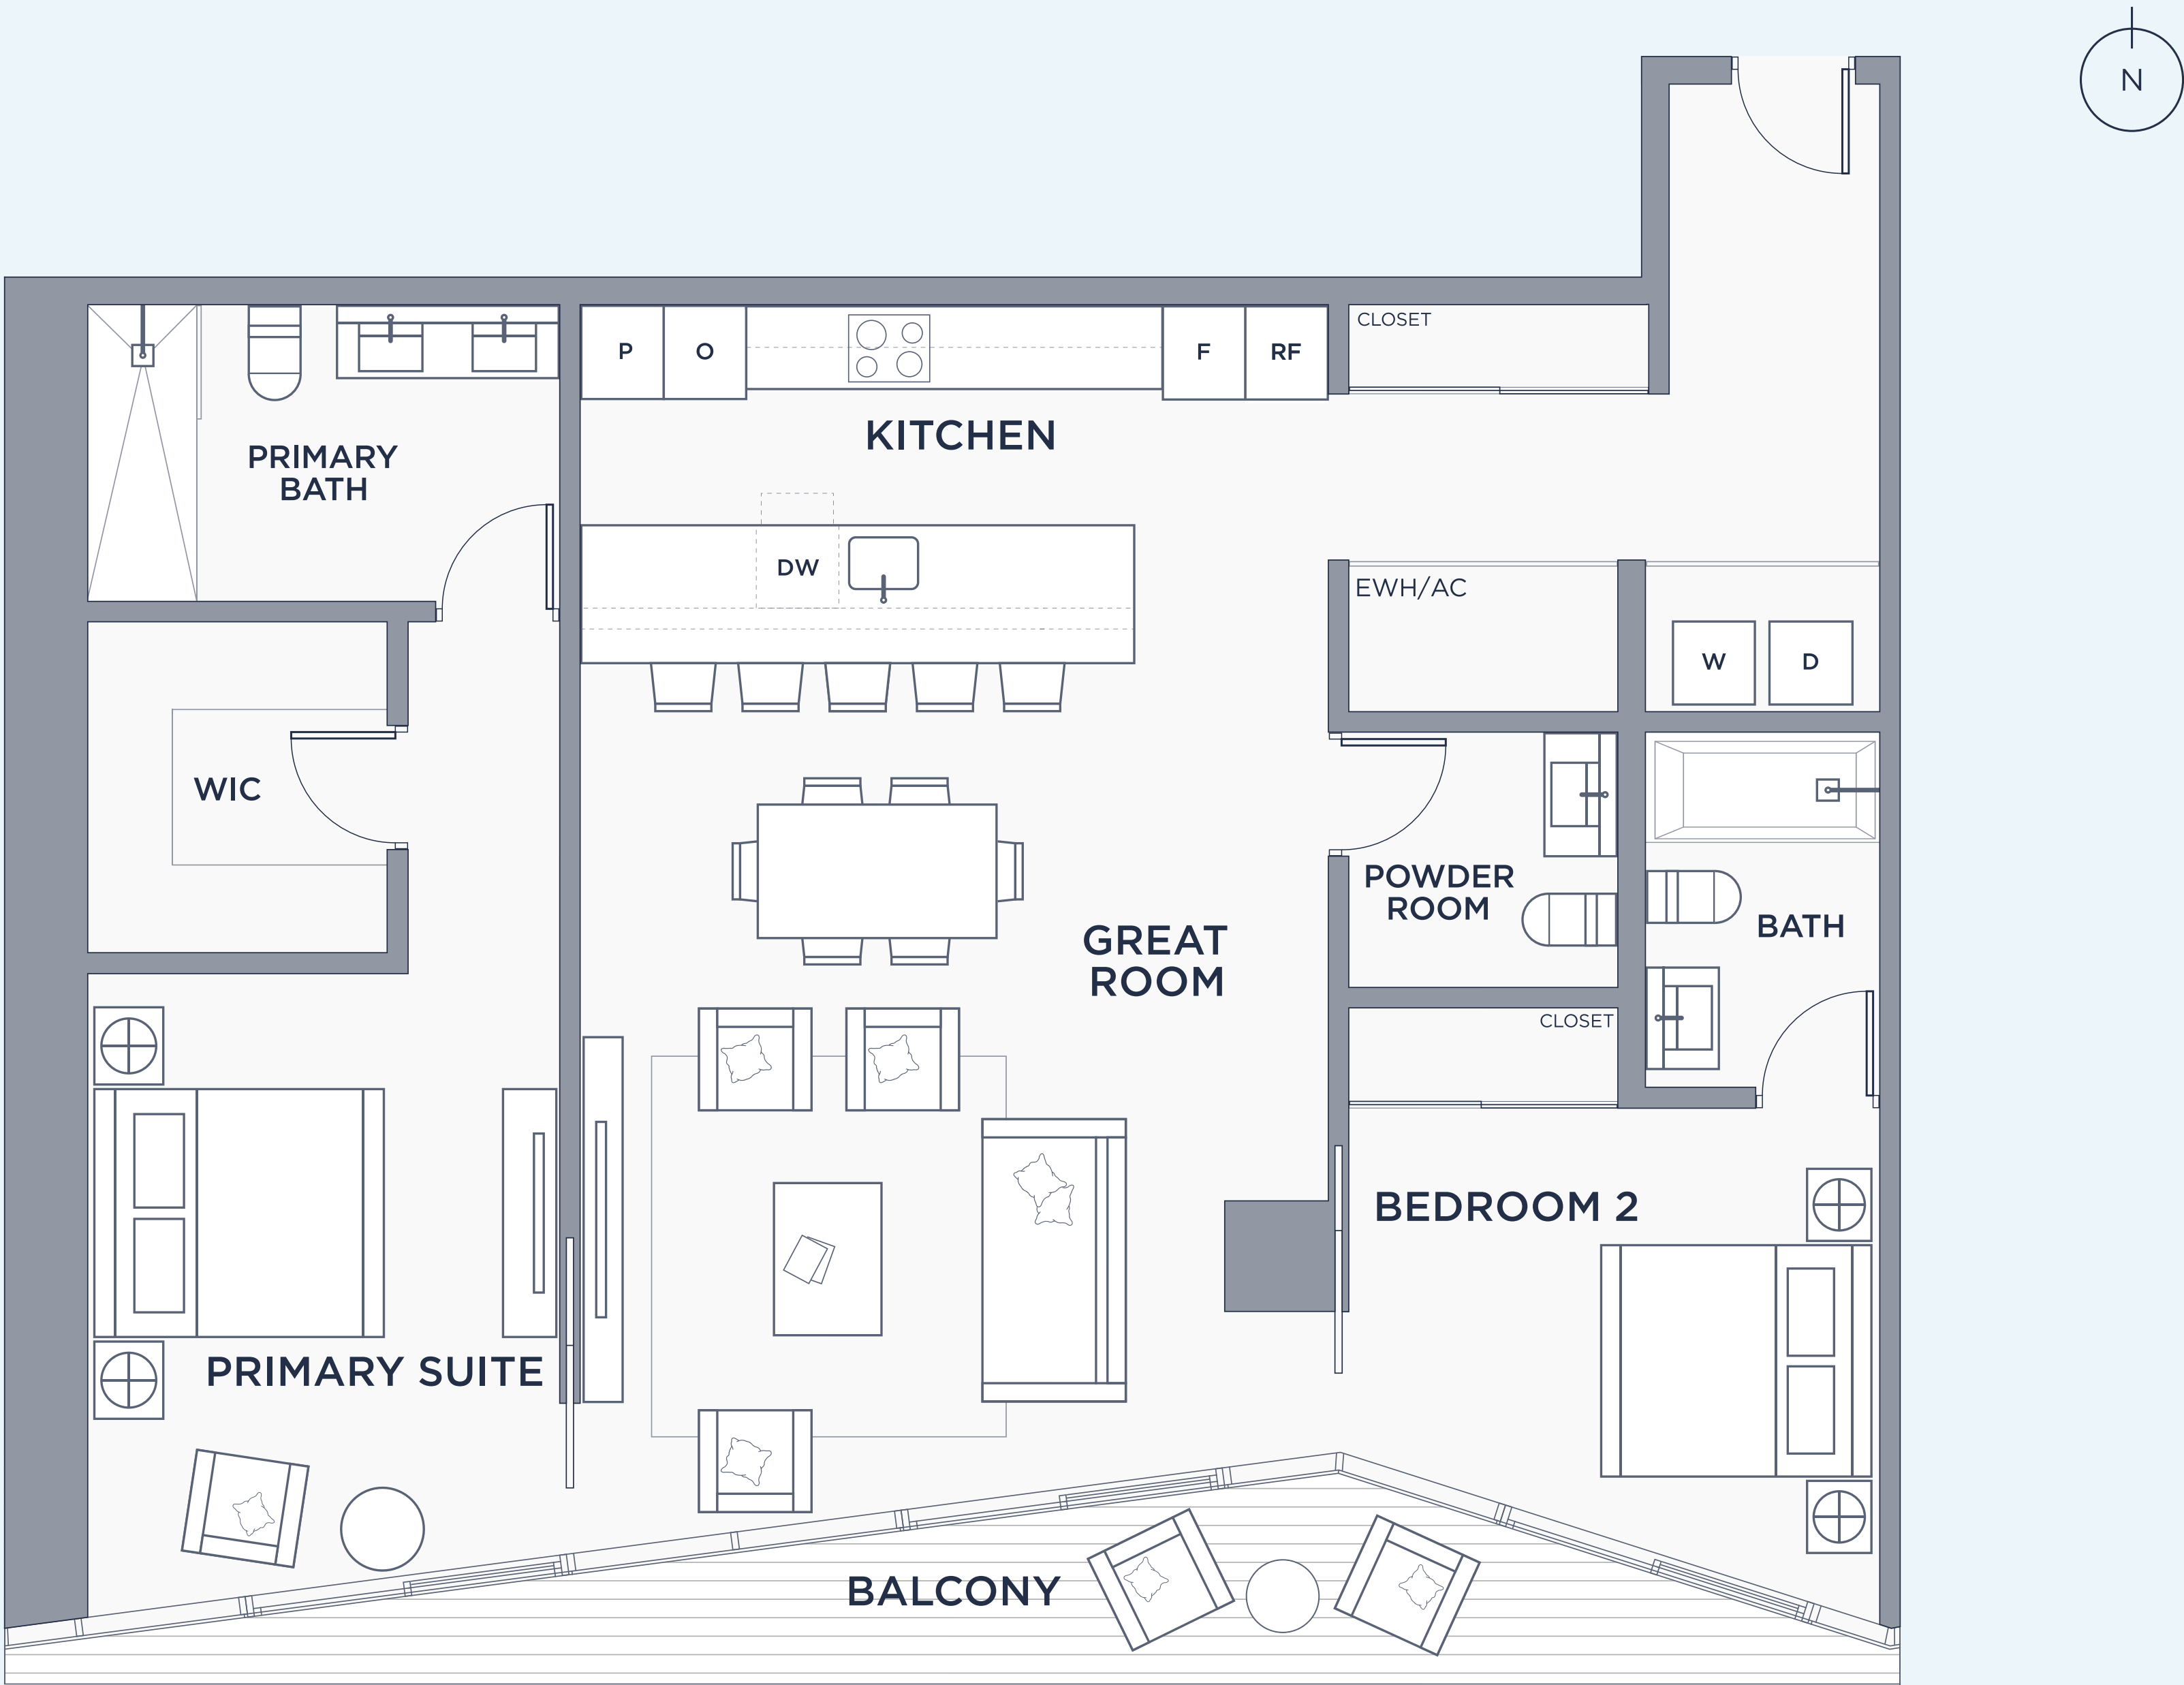 N
CLOSET
P
O
F
RF
KITCHEN
PRIMARY
BATH
DW
EWH/AC
W
D
WIC
POWDER
ROOM
BATH
GREAT
ROOM
CLOSET
BEDROOM 2
PRIMARY SUITE
BALCONY